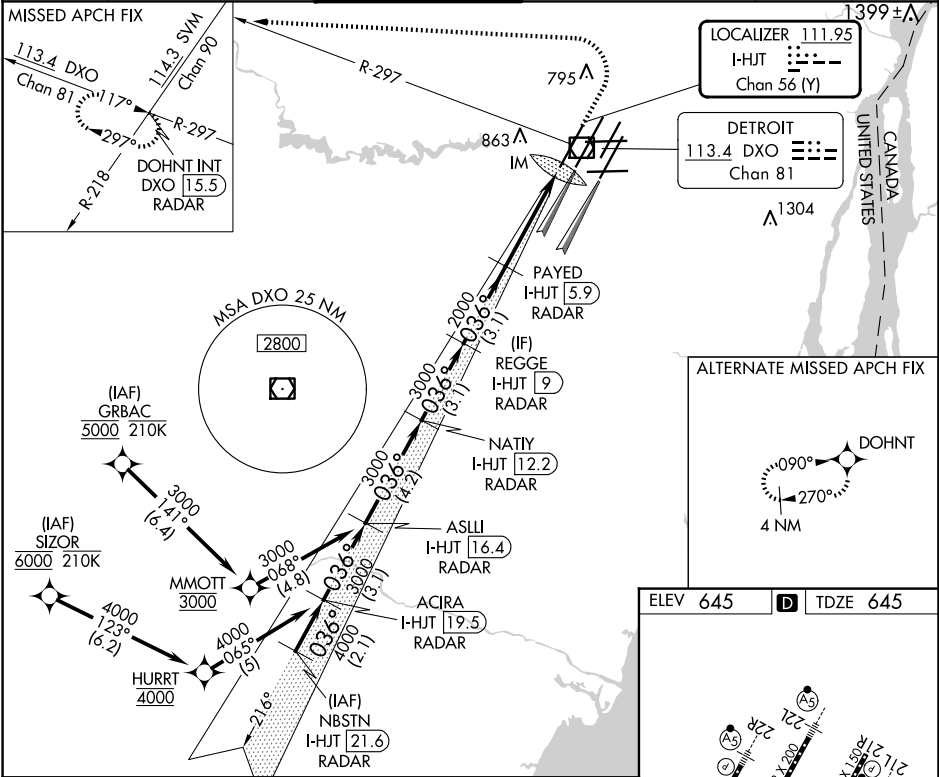 MISSED APCH FIX
113.4 DXO
Chan 81
114.3 SVM
Chan 90
117°
297°
R-297
R-218
DOHNT INT
DXO 15.5
RADAR
R-297
795
863
IM
1399 ±
LOCALIZER 111.95
I-HJT
Chan 56 (Y)
DETROIT
113.4 DXO
Chan 81
1304
CANADA
UNITED STATES
MSA DXO 25 NM
2800
PAYED
I-HJT 5.9
RADAR
2000
036°
(3.1)
(IF)
REGGE
I-HJT 9
RADAR
3000
036°
(3.1)
NATIY
I-HJT 12.2
RADAR
3000
036°
(4.2)
ASLLI
I-HJT 16.4
RADAR
036°
3000
(3.1)
ACIRA
I-HJT 19.5
RADAR
036°
4000
(2.1)
(IAF)
NBSTN
I-HJT 21.6
RADAR
216°
(IAF)
GRBAC
5000 210K
3000
141°
(6.4)
MMOTT
3000
3000
068°
(4.8)
(IAF)
SIZOR
6000 210K
4000
123°
(6.2)
HURRT
4000
4000
065°
(5)
ALTERNATE MISSED APCH FIX
DOHNT
090°
270°
4 NM
ELEV 645 D TDZE 645
A5
22R
A5
22L
X 200
P
X 150
P
21L
21R